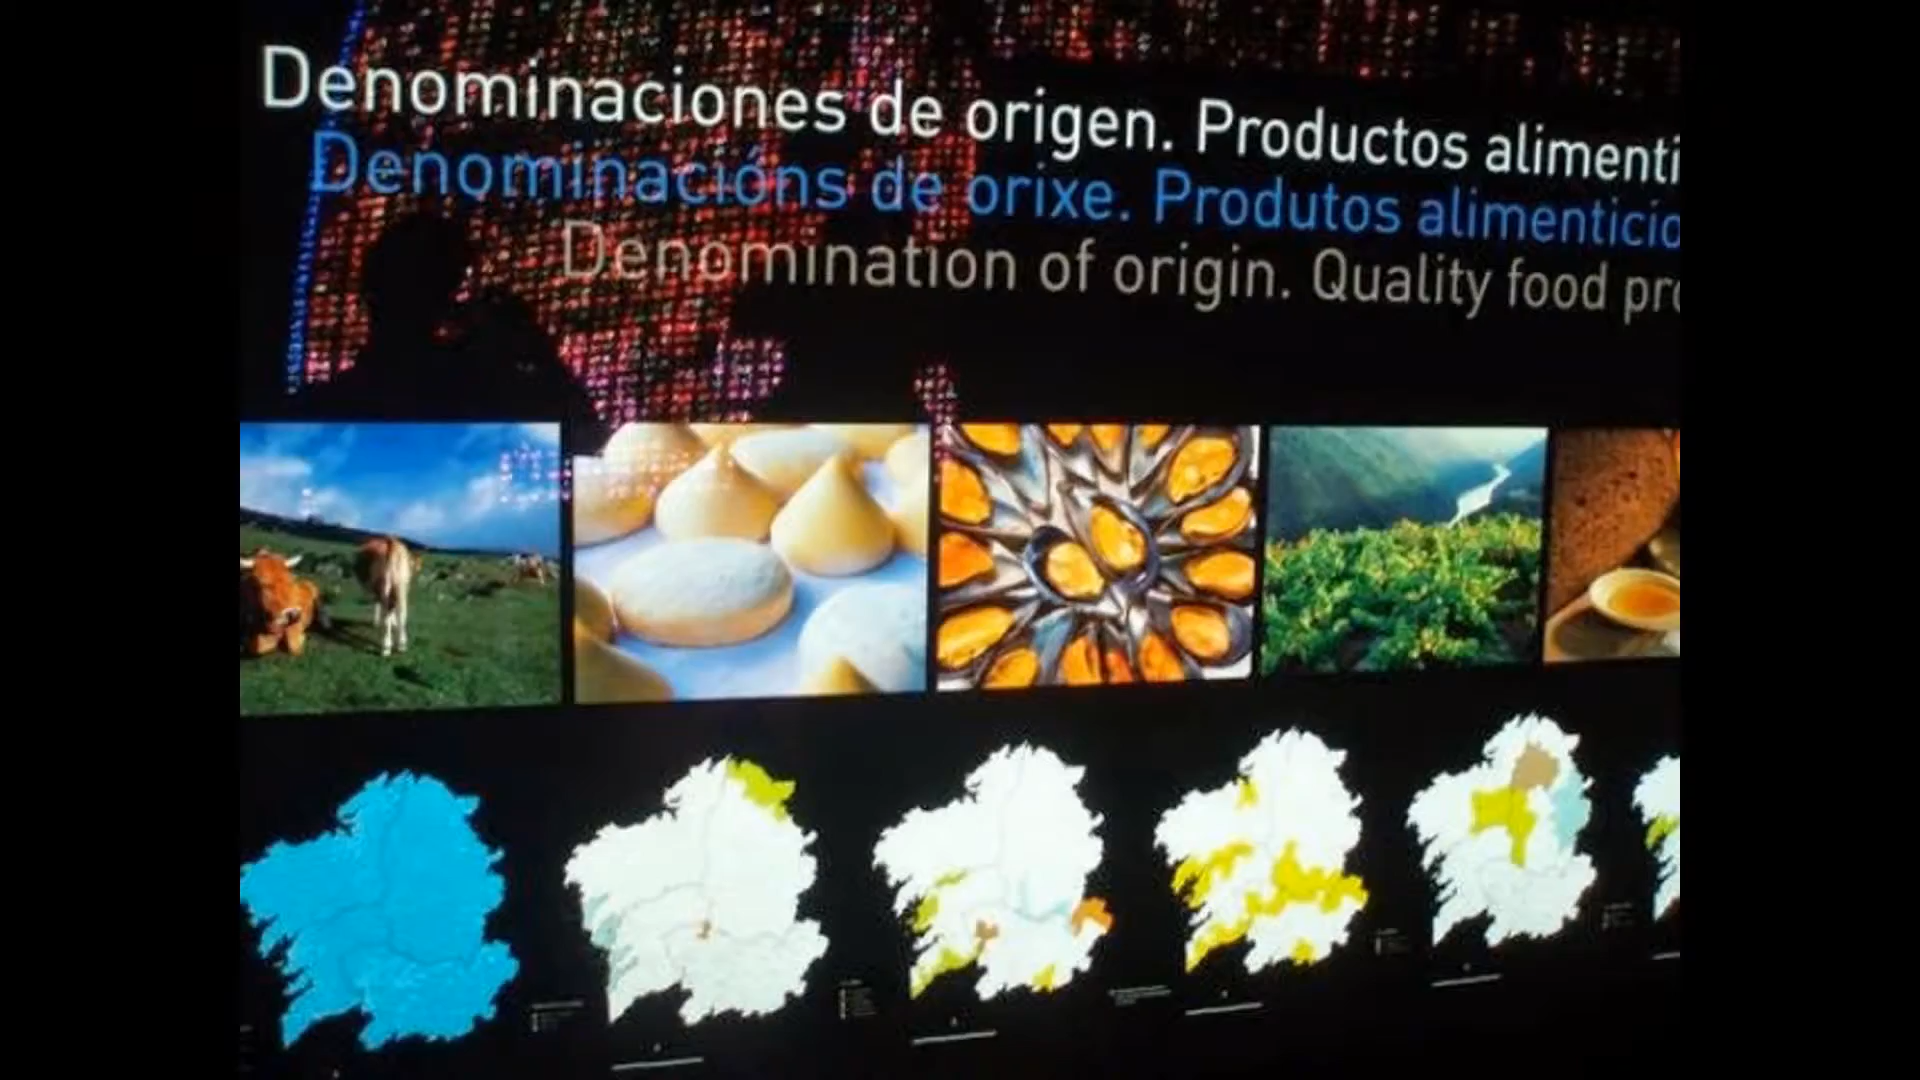 Denominaciones de origen. Productos alimenti
Denominacións de orixe. Produtos alimenticio
Denomination of origin. Quality food pro